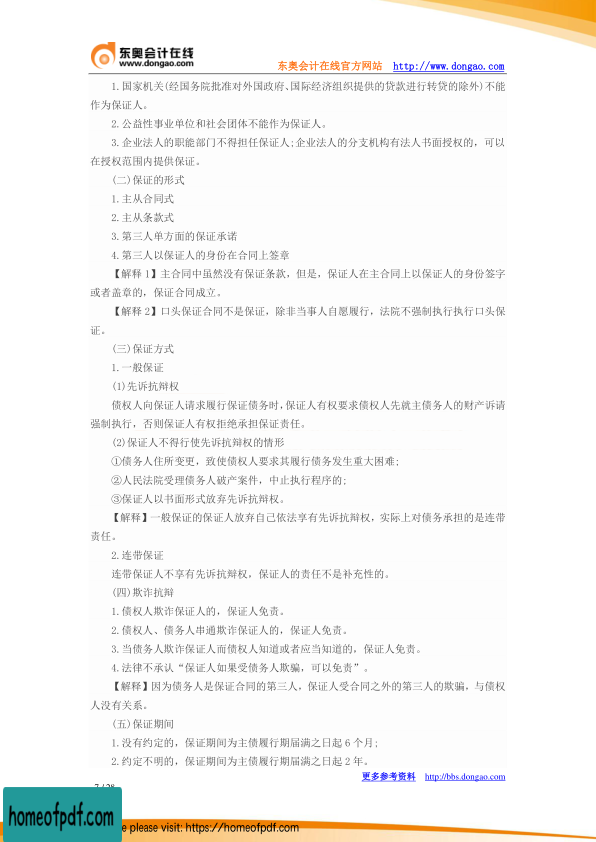 东奥会计在线
www.dongao.com
东奥会计在线官方网站 http://www.dongao.com
1.国家机关(经国务院批准对外国政府、国际经济组织提供的贷款进行转贷的除外)不能
作为保证人。
2.公益性事业单位和社会团体不能作为保证人。
3.企业法人的职能部门不得担任保证人;企业法人的分支机构有法人书面授权的，可以
在授权范围内提供保证。
(二)保证的形式
1.主从合同式
2.主从条款式
3.第三人单方面的保证承诺
4.第三人以保证人的身份在合同上签章
【解释1】主合同中虽然没有保证条款，但是，保证人在主合同上以保证人的身份签字
或者盖章的，保证合同成立。
【解释2】口头保证合同不是保证，除非当事人自愿履行，法院不强制执行执行口头保
证。
(三)保证方式
1.一般保证
(1)先诉抗辩权
债权人向保证人请求履行保证债务时，保证人有权要求债权人先就主债务人的财产诉请
强制执行，否则保证人有权拒绝承担保证责任。
(2)保证人不得行使先诉抗辩权的情形
①债务人住所变更，致使债权人要求其履行债务发生重大困难;
②人民法院受理债务人破产案件，中止执行程序的;
③保证人以书面形式放弃先诉抗辩权。
【解释】一般保证的保证人放弃自己依法享有先诉抗辩权，实际上对债务承担的是连带
责任。
2.连带保证
连带保证人不享有先诉抗辩权，保证人的责任不是补充性的。
(四)欺诈抗辩
1.债权人欺诈保证人的，保证人免责。
2.债权人、债务人串通欺诈保证人的，保证人免责。
3.当债务人欺诈保证人而债权人知道或者应当知道的，保证人免责。
4.法律不承认“保证人如果受债务人欺骗，可以免责”。
【解释】因为债务人是保证合同的第三人，保证人受合同之外的第三人的欺骗，与债权
人没有关系。
(五)保证期间
1.没有约定的，保证期间为主债履行期届满之日起6个月;
2.约定不明的，保证期间为主债履行期届满之日起2年。
更多参考资料 http://bbs.dongao.com
homeofpdf.com
please visit: https://homeofpdf.com